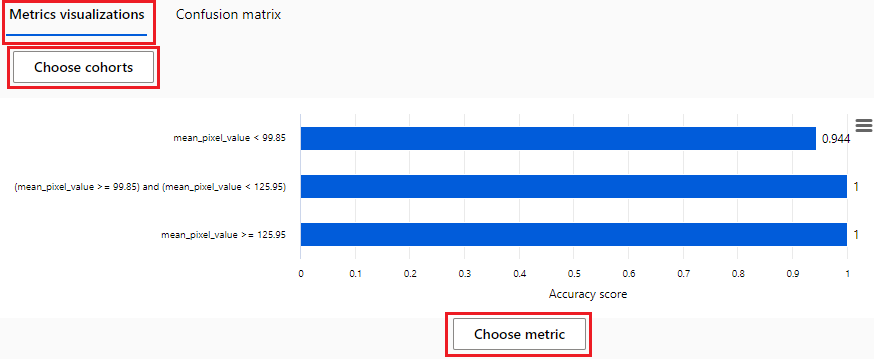 Metrics visualizations Confusion matrix
Choose cohorts
mean_pixel_value < 99.85 0.944
(mean_pixel_value >= 99.85) and (mean_pixel_value < 125.95) 1
mean_pixel_value >= 125.95 1
0 0.1 0.2 0.3 0.4 0.5 0.6 0.7 0.8 0.9 1
Accuracy score
Choose metric